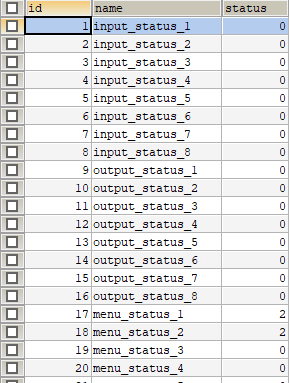 id name status
1 input_status_1 0
2 input_status_2 0
3 input_status_3 0
4 input_status_4 0
5 input_status_5 0
6 input_status_6 0
7 input_status_7 0
8 input_status_8 0
9 output_status_1 0
10 output_status_2 0
11 output_status_3 0
12 output_status_4 0
13 output_status_5 0
14 output_status_6 0
15 output_status_7 0
16 output_status_8 0
17 menu_status_1 2
18 menu_status_2 2
19 menu_status_3 0
20 menu_status_4 0